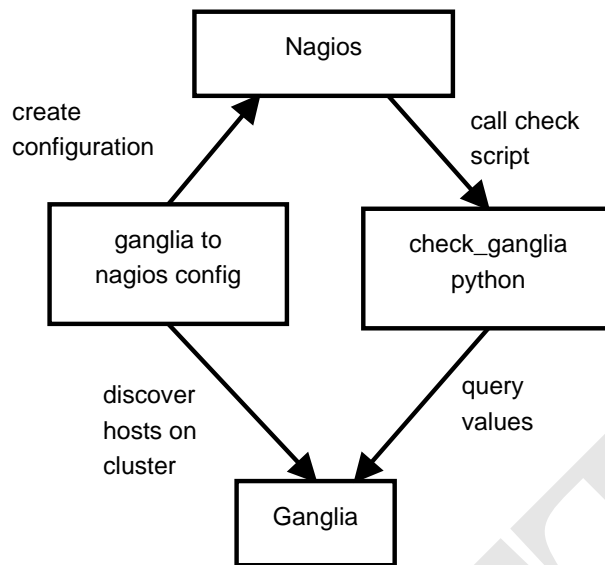 Nagios
create
configuration
call check
script
ganglia to
nagios config
check_ganglia
python
discover
hosts on
cluster
query
values
Ganglia